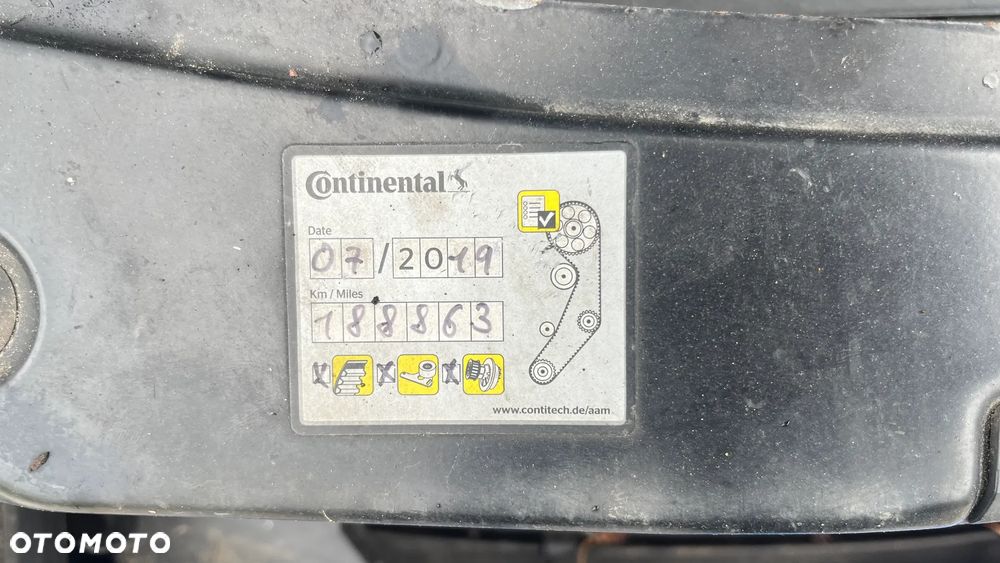 Continental
Date
07/2019
Km / Miles
188863
www.contitech.de/aam
OTOMOTO